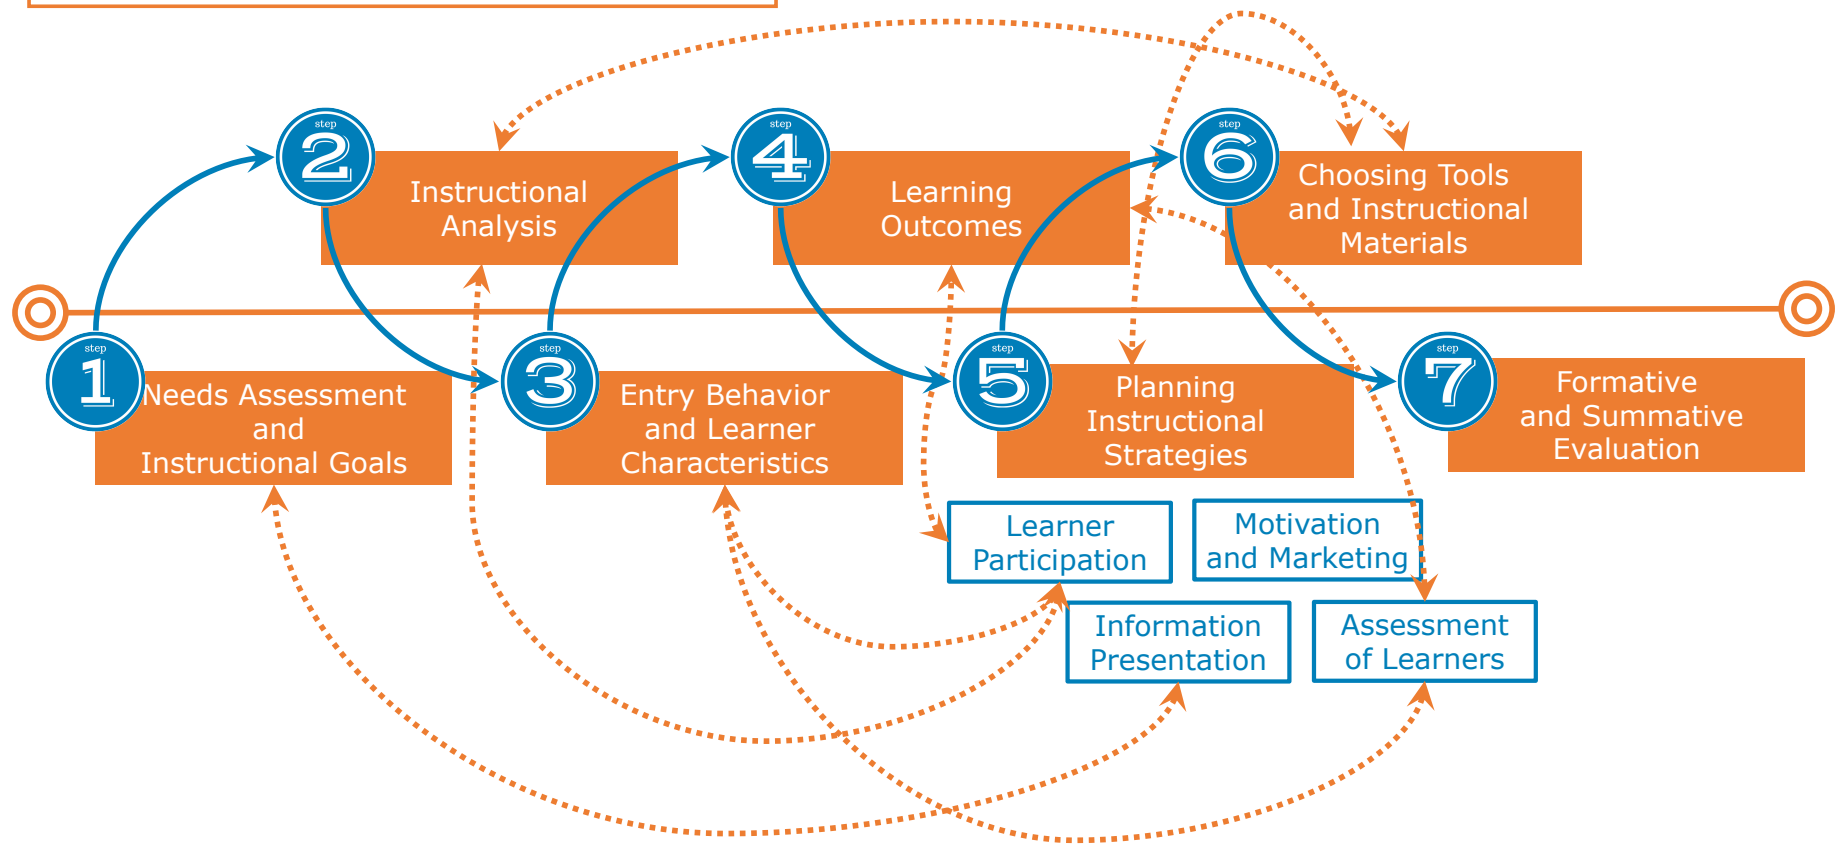 step
1
Needs Assessment
and
Instructional Goals
step
2
Instructional
Analysis
step
3
Entry Behavior
and Learner
Characteristics
step
4
Learning
Outcomes
step
5
Planning
Instructional
Strategies
step
6
Choosing Tools
and Instructional
Materials
step
7
Formative
and Summative
Evaluation
Learner
Participation
Motivation
and Marketing
Information
Presentation
Assessment
of Learners